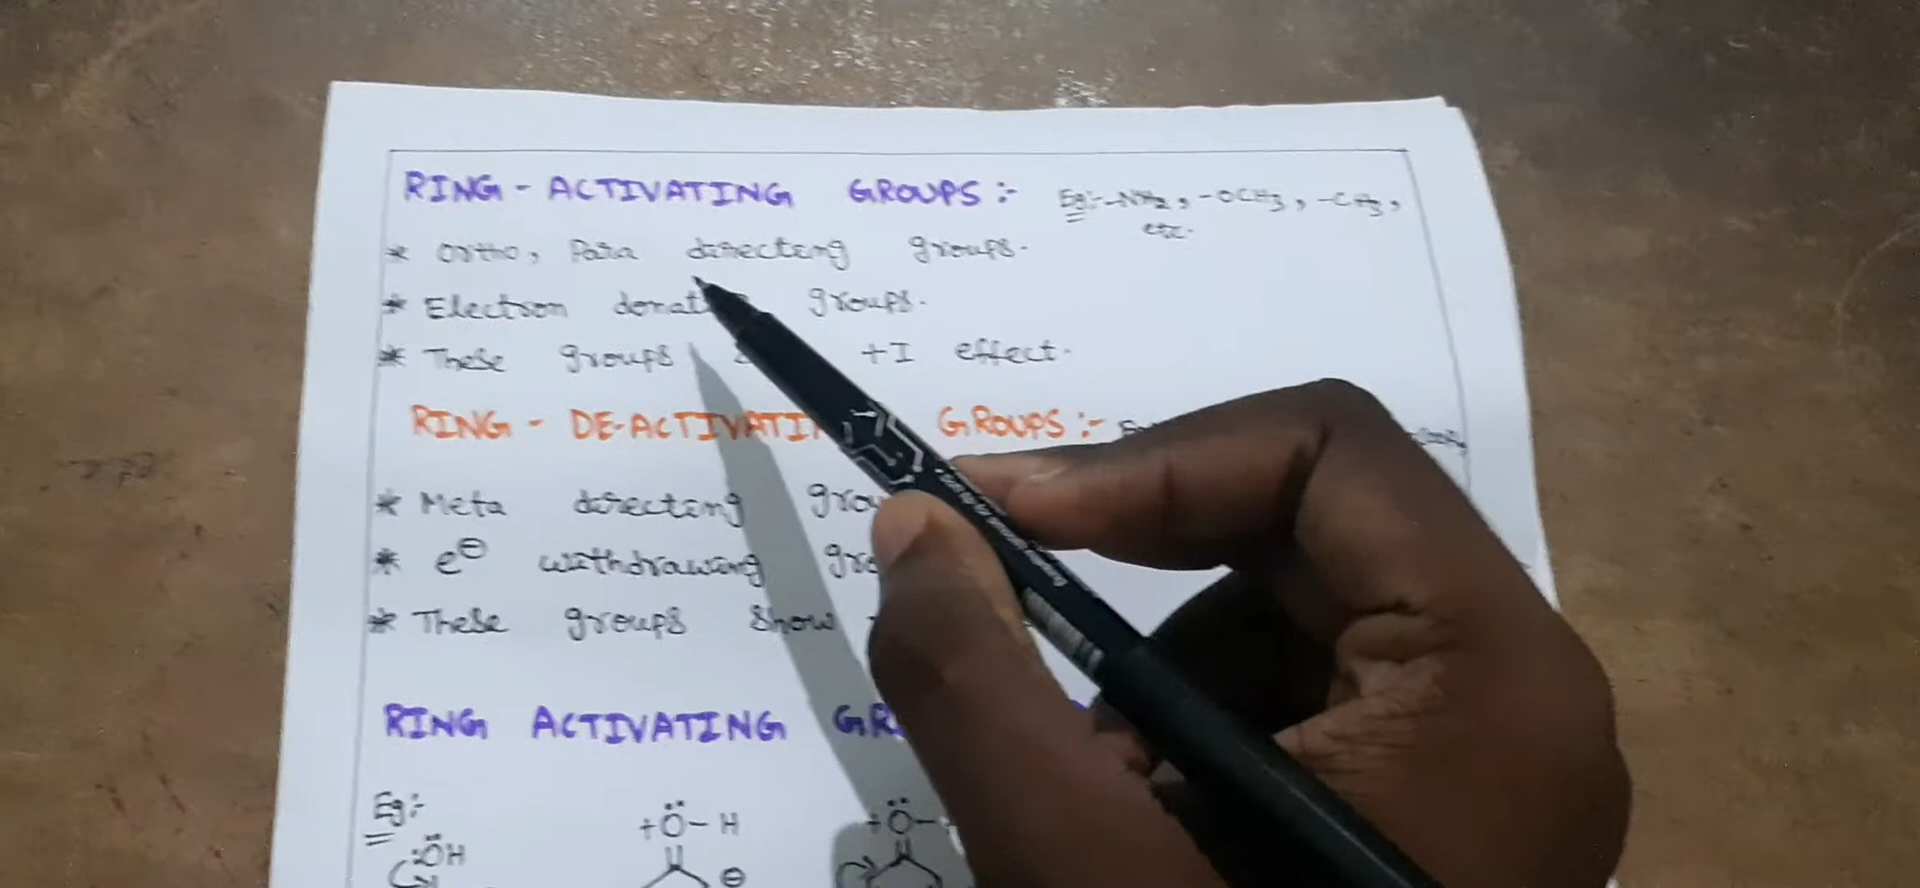 RING - ACTIVATING GROUPS :- Eg:- -NH2, -OCH3, -CH3,
etc.
* Ortho, Para directing groups.
* Electron groups.
* These groups +I effect.
RING - DE-ACTIVATI GROUPS :-
* Meta directing
* e⊖ withdrawing
* These groups show
RING ACTIVATING
Eg:-
:ÖH +Ö-H +Ö-
⊖